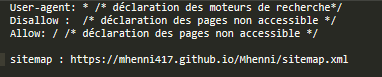 User-agent: * /* déclaration des moteurs de recherche*/
Disallow :  /* déclaration des pages non accessible */
Allow: / /* déclaration des pages non accessible */

sitemap : https://mhenni417.github.io/Mhenni/sitemap.xml